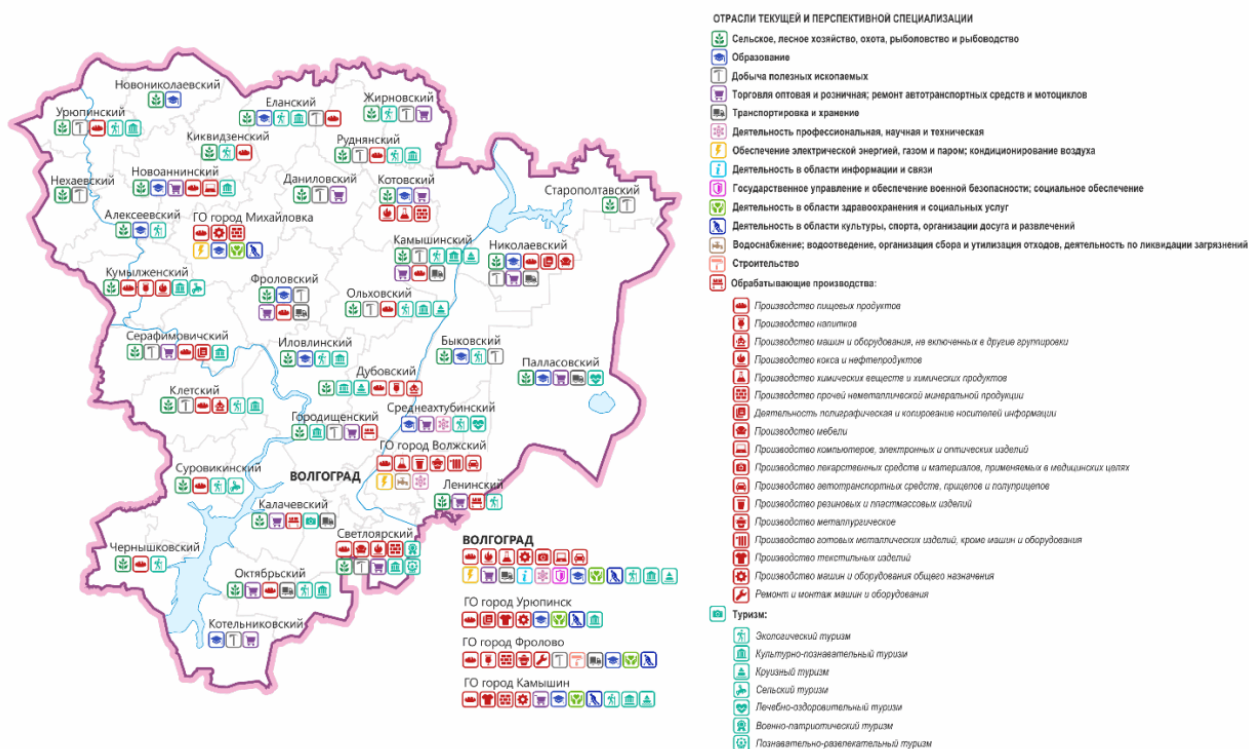 Новониколаевский
Урюпинский
Еланский
Жирновский
Киквидзенский
Руднянский
Нехаевский
Новоаннинский
Даниловский
Котовский
Старополтавский
Алексеевский
ГО город Михайловка
Камышинский
Николаевский
Кумылженский
Фроловский
Ольховский
Серафимовичский
Иловлинский
Быковский
Палласовский
Клетский
Дубовский
Городищенский
Среднеахтубинский
ГО город Волжский
Суровикинский
ВОЛГОГРАД
Ленинский
Калачевский
Светлоярский
Чернышковский
Октябрьский
Котельниковский
ВОЛГОГРАД
ГО город Урюпинск
ГО город Фролово
ГО город Камышин
ОТРАСЛИ ТЕКУЩЕЙ И ПЕРСПЕКТИВНОЙ СПЕЦИАЛИЗАЦИИ
Сельское, лесное хозяйство, охота, рыболовство и рыбоводство
Образование
Добыча полезных ископаемых
Торговля оптовая и розничная; ремонт автотранспортных средств и мотоциклов
Транспортировка и хранение
Деятельность профессиональная, научная и техническая
Обеспечение электрической энергией, газом и паром; кондиционирование воздуха
Деятельность в области информации и связи
Государственное управление и обеспечение военной безопасности; социальное обеспечение
Деятельность в области здравоохранения и социальных услуг
Деятельность в области культуры, спорта, организации досуга и развлечений
Водоснабжение; водоотведение, организация сбора и утилизация отходов, деятельность по ликвидации загрязнений
Строительство
Обрабатывающие производства:
Производство пищевых продуктов
Производство напитков
Производство машин и оборудования, не включенных в другие группировки
Производство кокса и нефтепродуктов
Производство химических веществ и химических продуктов
Производство прочей неметаллической минеральной продукции
Деятельность полиграфическая и копирование носителей информации
Производство мебели
Производство компьютеров, электронных и оптических изделий
Производство лекарственных средств и материалов, применяемых в медицинских целях
Производство автотранспортных средств, прицепов и полуприцепов
Производство резиновых и пластмассовых изделий
Производство металлургическое
Производство готовых металлических изделий, кроме машин и оборудования
Производство текстильных изделий
Производство машин и оборудования общего назначения
Ремонт и монтаж машин и оборудования
Туризм:
Экологический туризм
Культурно-познавательный туризм
Круизный туризм
Сельский туризм
Лечебно-оздоровительный туризм
Военно-патриотический туризм
Познавательно-развлекательный туризм